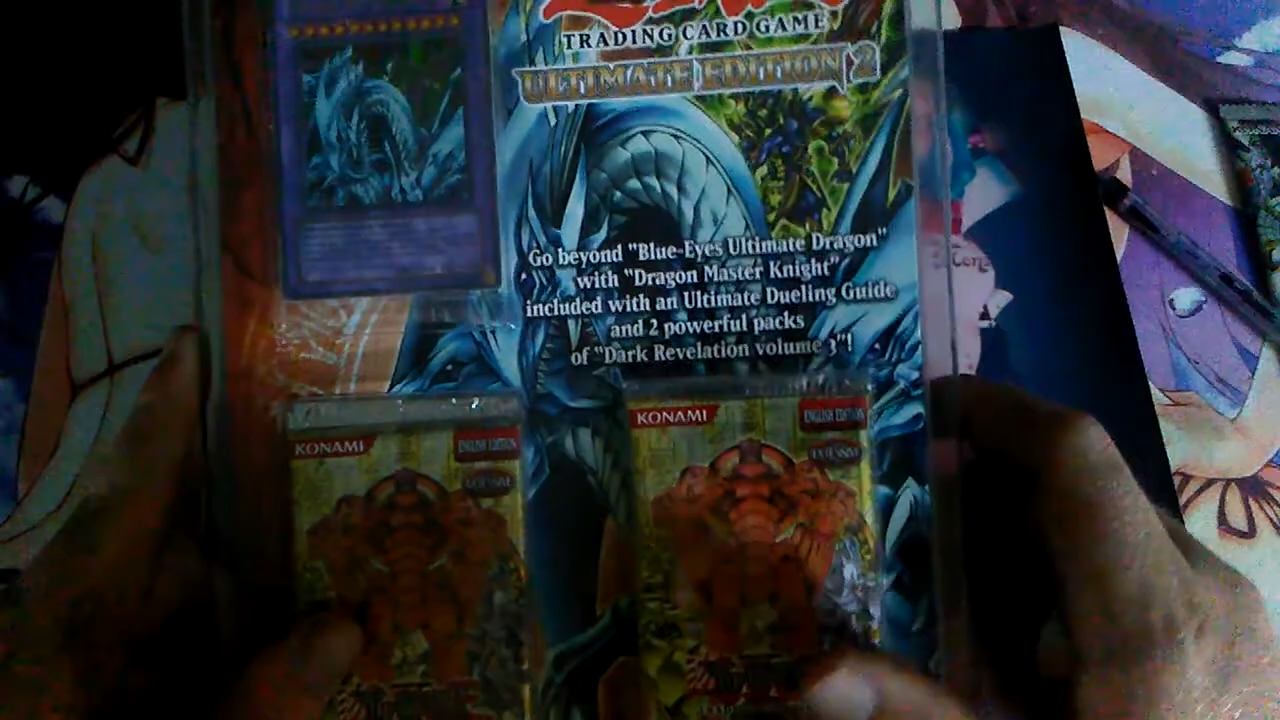 TRADING CARD GAME
ULTIMATE EDITION 2
Go beyond "Blue-Eyes Ultimate Dragon"
with "Dragon Master Knight"
included with an Ultimate Dueling Guide
and 2 powerful packs
of "Dark Revelation volume 3"!
KONAMI
ENGLISH EDITION
KONAMI
ENGLISH EDITION